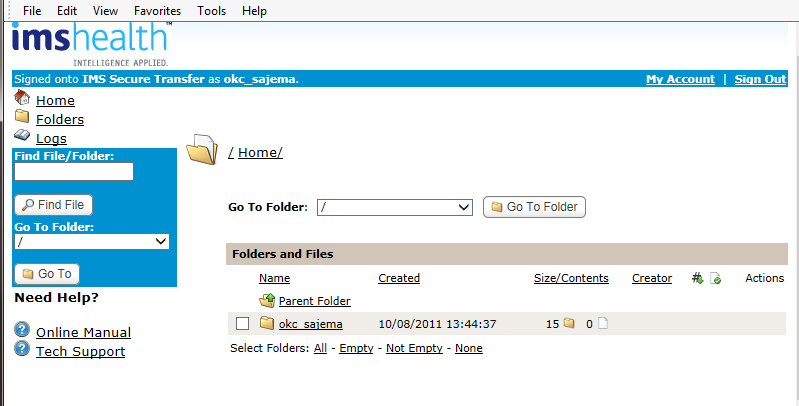 File Edit View Favorites Tools Help
imshealth™
INTELLIGENCE APPLIED.
Signed onto IMS Secure Transfer as okc_sajema. My Account | Sign Out
Home
Folders
Logs
Find File/Folder:
Find File
Go To Folder:
/
Go To
Need Help?
Online Manual
Tech Support
/ Home/
Go To Folder: / Go To Folder
Folders and Files
Name Created Size/Contents Creator # Actions
Parent Folder
okc_sajema 10/08/2011 13:44:37 15 0
Select Folders: All - Empty - Not Empty - None